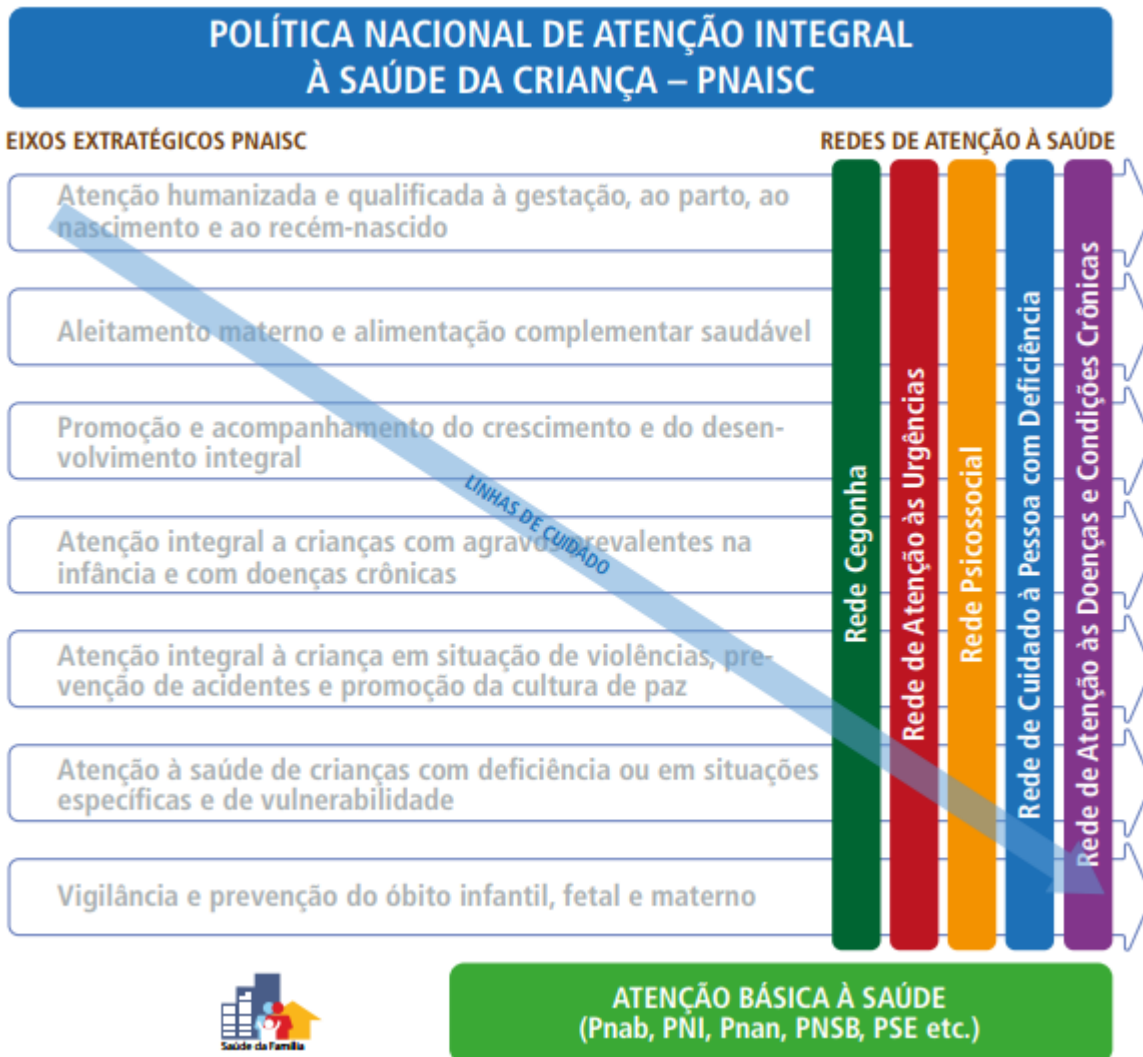 POLÍTICA NACIONAL DE ATENÇÃO INTEGRAL
À SAÚDE DA CRIANÇA – PNAISC
EIXOS EXTRATÉGICOS PNAISC
REDES DE ATENÇÃO À SAÚDE
Atenção humanizada e qualificada à gestação, ao parto, ao
nascimento e ao recém-nascido
Aleitamento materno e alimentação complementar saudável
Promoção e acompanhamento do crescimento e do desen-
volvimento integral
Atenção integral a crianças com agravos prevalentes na
infância e com doenças crônicas
Atenção integral à criança em situação de violências, pre-
venção de acidentes e promoção da cultura de paz
Atenção à saúde de crianças com deficiência ou em situações
específicas e de vulnerabilidade
Vigilância e prevenção do óbito infantil, fetal e materno
LINHAS DE CUIDADO
Rede Cegonha
Rede de Atenção às Urgências
Rede Psicossocial
Rede de Cuidado à Pessoa com Deficiência
Rede de Atenção às Doenças e Condições Crônicas
Saúde da Família
ATENÇÃO BÁSICA À SAÚDE
(Pnab, PNI, Pnan, PNSB, PSE etc.)